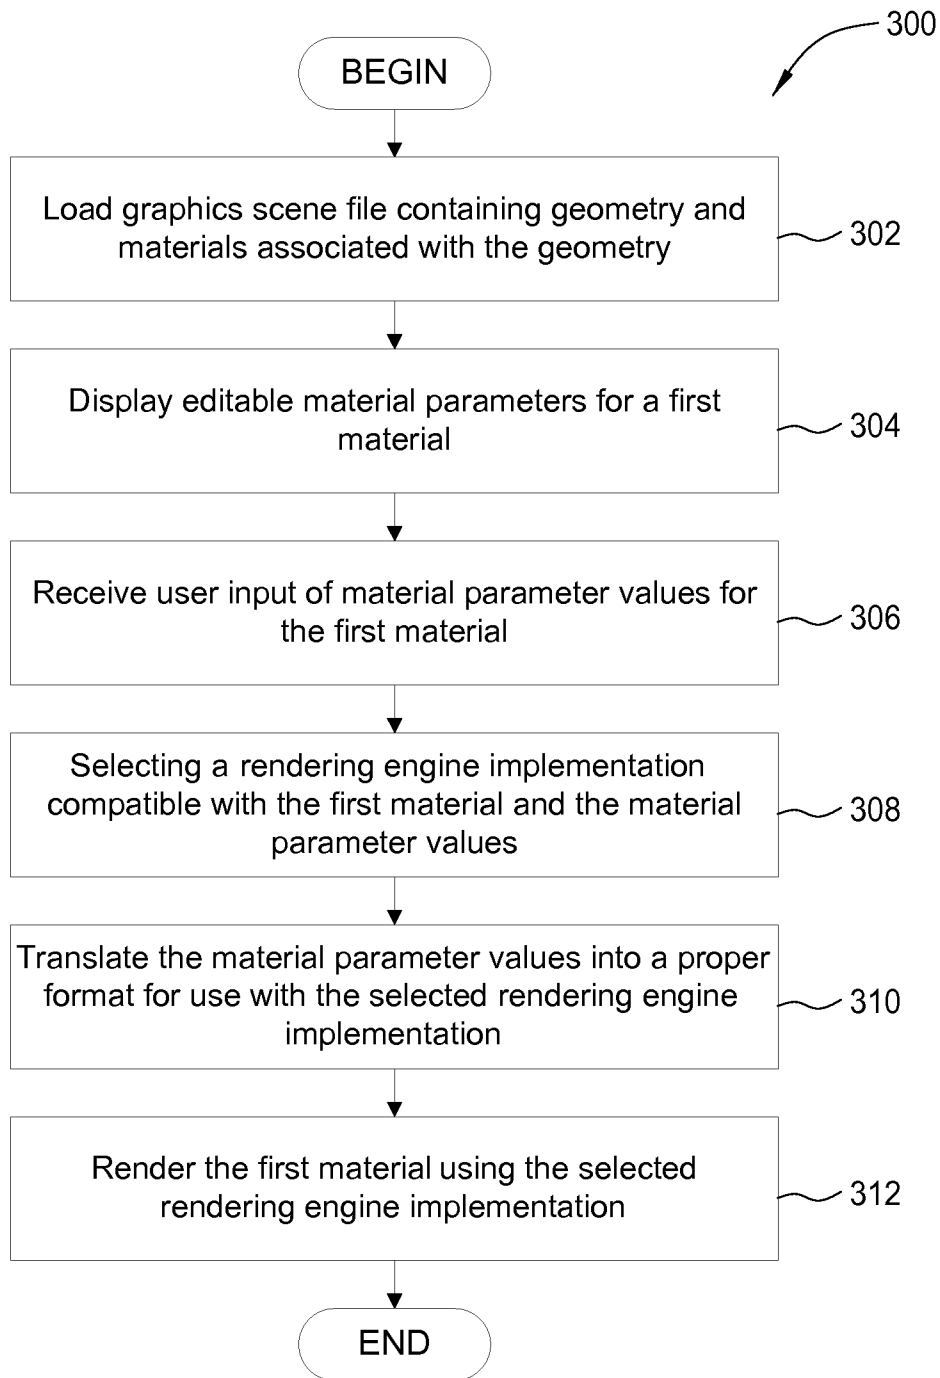 300
BEGIN
Load graphics scene file containing geometry and
materials associated with the geometry
302
Display editable material parameters for a first
material
304
Receive user input of material parameter values for
the first material
306
Selecting a rendering engine implementation
compatible with the first material and the material
parameter values
308
Translate the material parameter values into a proper
format for use with the selected rendering engine
implementation
310
Render the first material using the selected
rendering engine implementation
312
END